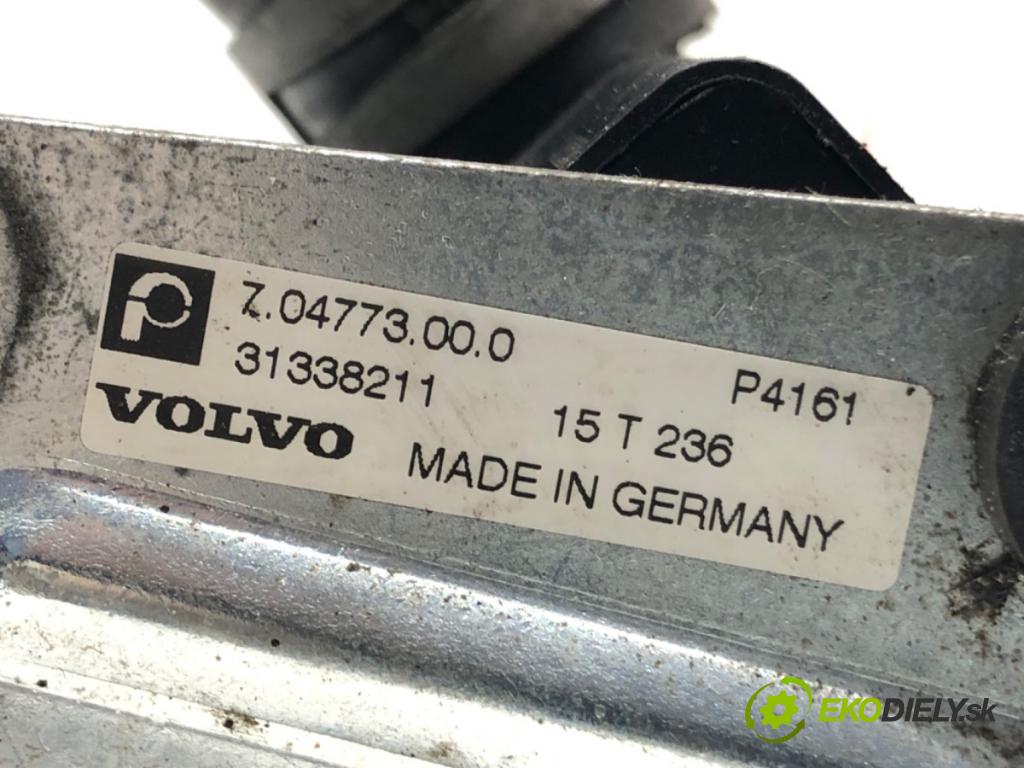 7.04773.00.0
31338211
P4161
VOLVO
15 T 236
MADE IN GERMANY
EKODIELY.sk